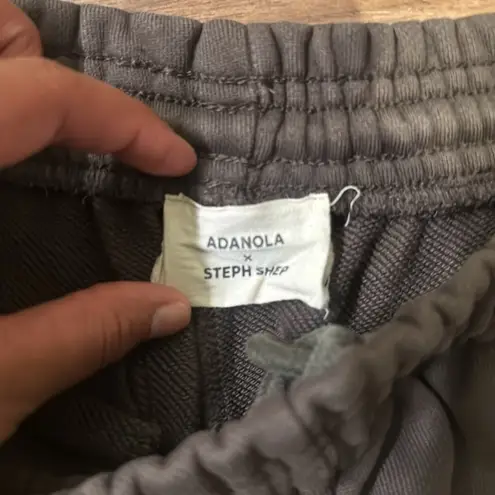 ADANOLA
×
STEPH SHEP